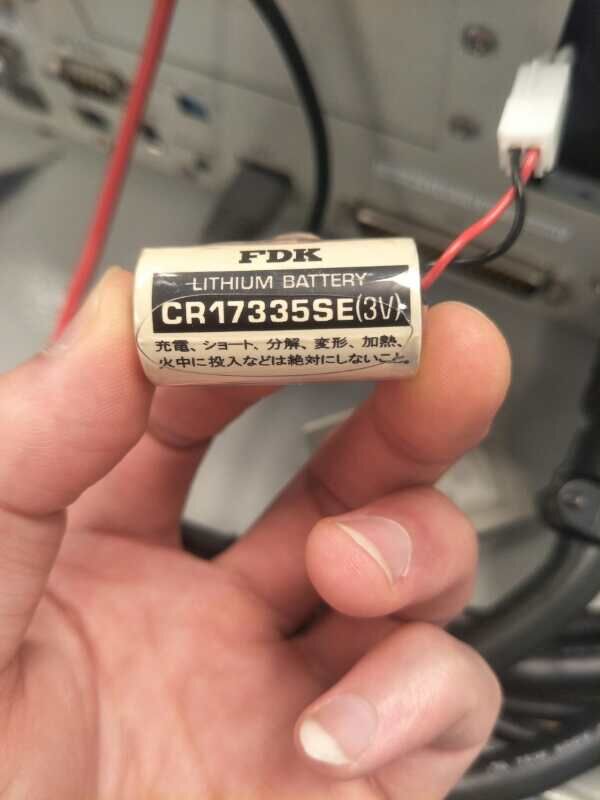 FDK
LITHIUM BATTERY
CR17335SE(3V)
充電、ショート、分解、変形、加熱、
火中に投入などは絶対にしないこと。